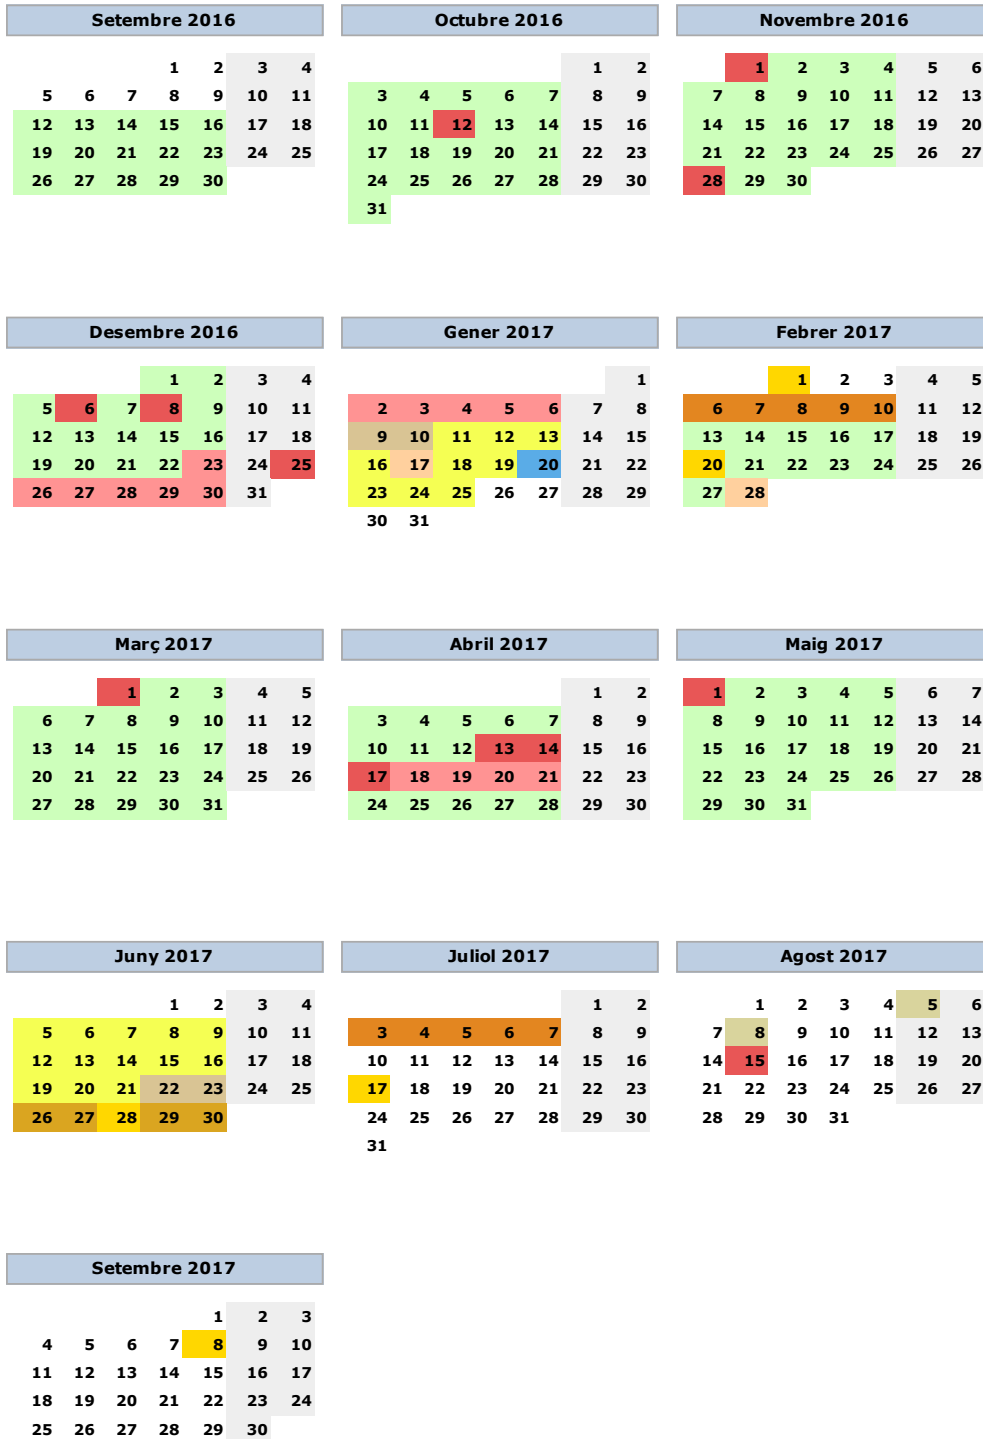 Setembre 2016
1 2 3 4
5 6 7 8 9 10 11
12 13 14 15 16 17 18
19 20 21 22 23 24 25
26 27 28 29 30
Octubre 2016
1 2
3 4 5 6 7 8 9
10 11 12 13 14 15 16
17 18 19 20 21 22 23
24 25 26 27 28 29 30
31
Novembre 2016
1 2 3 4 5 6
7 8 9 10 11 12 13
14 15 16 17 18 19 20
21 22 23 24 25 26 27
28 29 30
Desembre 2016
1 2 3 4
5 6 7 8 9 10 11
12 13 14 15 16 17 18
19 20 21 22 23 24 25
26 27 28 29 30 31
Gener 2017
1
2 3 4 5 6 7 8
9 10 11 12 13 14 15
16 17 18 19 20 21 22
23 24 25 26 27 28 29
30 31
Febrer 2017
1 2 3 4 5
6 7 8 9 10 11 12
13 14 15 16 17 18 19
20 21 22 23 24 25 26
27 28
Març 2017
1 2 3 4 5
6 7 8 9 10 11 12
13 14 15 16 17 18 19
20 21 22 23 24 25 26
27 28 29 30 31
Abril 2017
1 2
3 4 5 6 7 8 9
10 11 12 13 14 15 16
17 18 19 20 21 22 23
24 25 26 27 28 29 30
Maig 2017
1 2 3 4 5 6 7
8 9 10 11 12 13 14
15 16 17 18 19 20 21
22 23 24 25 26 27 28
29 30 31
Juny 2017
1 2 3 4
5 6 7 8 9 10 11
12 13 14 15 16 17 18
19 20 21 22 23 24 25
26 27 28 29 30
Juliol 2017
1 2
3 4 5 6 7 8 9
10 11 12 13 14 15 16
17 18 19 20 21 22 23
24 25 26 27 28 29 30
31
Agost 2017
1 2 3 4 5 6
7 8 9 10 11 12 13
14 15 16 17 18 19 20
21 22 23 24 25 26 27
28 29 30 31
Setembre 2017
1 2 3
4 5 6 7 8 9 10
11 12 13 14 15 16 17
18 19 20 21 22 23 24
25 26 27 28 29 30